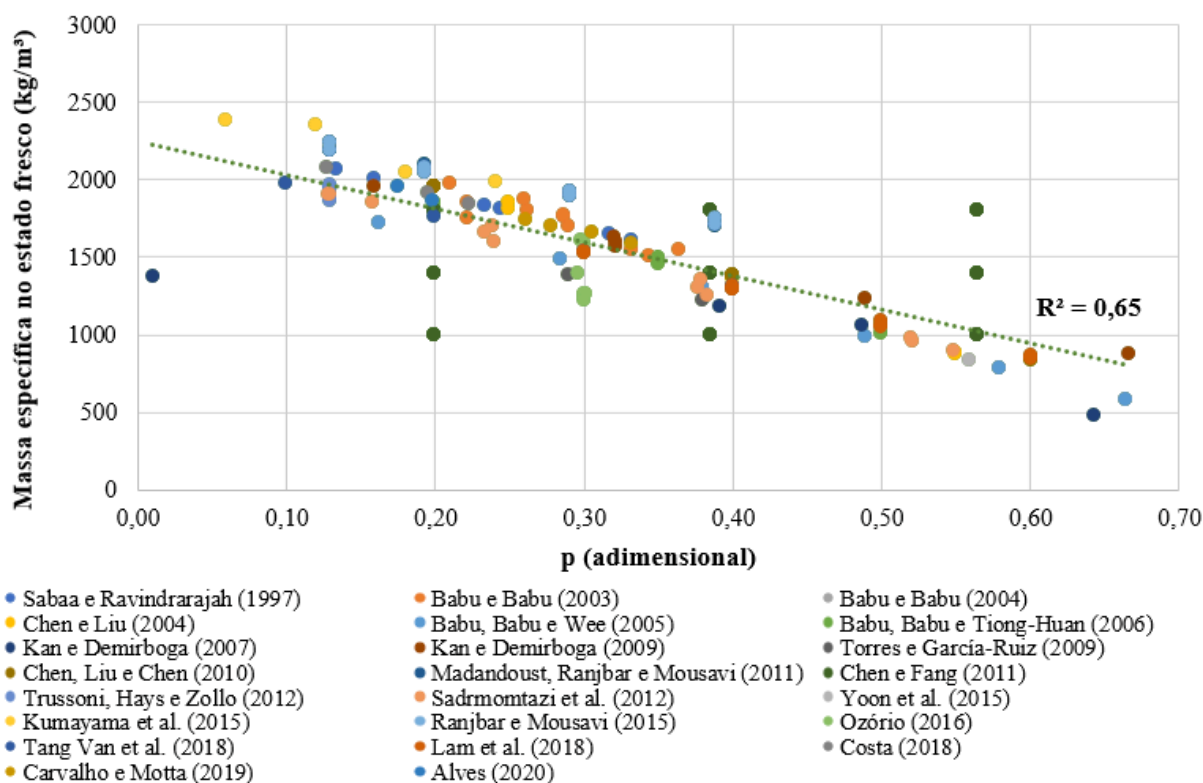 Massa específica no estado fresco (kg/m³)
3000
2500
2000
1500
1000
500
0
R² = 0,65
0,00 0,10 0,20 0,30 0,40 0,50 0,60 0,70
p (adimensional)
Sabaa e Ravindrarajah (1997) Babu e Babu (2003) Babu e Babu (2004)
Chen e Liu (2004) Babu, Babu e Wee (2005) Babu, Babu e Tiong-Huan (2006)
Kan e Demirboga (2007) Kan e Demirboga (2009) Torres e García-Ruiz (2009)
Chen, Liu e Chen (2010) Madandoust, Ranjbar e Mousavi (2011) Chen e Fang (2011)
Trussoni, Hays e Zollo (2012) Sadrmomtazi et al. (2012) Yoon et al. (2015)
Kumayama et al. (2015) Ranjbar e Mousavi (2015) Ozório (2016)
Tang Van et al. (2018) Lam et al. (2018) Costa (2018)
Carvalho e Motta (2019) Alves (2020)